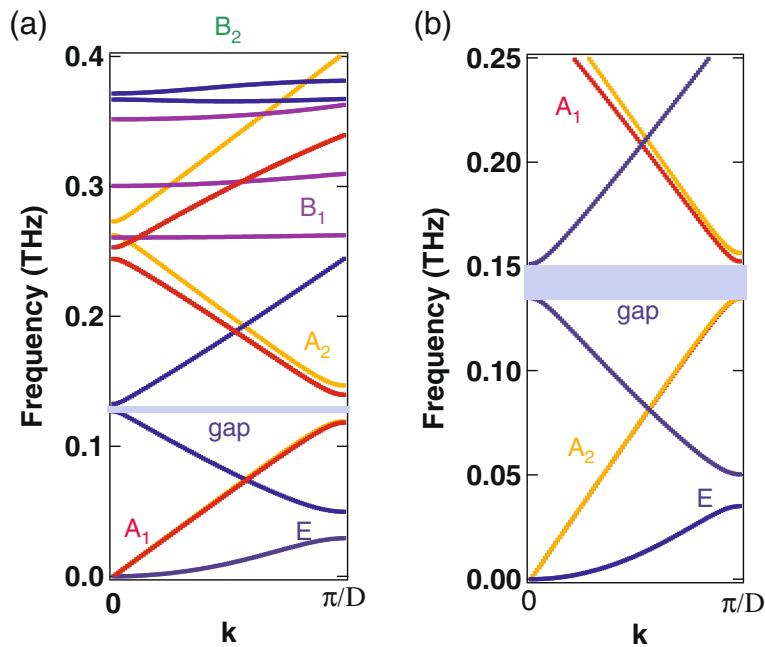 (a)
B2
0.4
0.3
0.2
0.1
0.0
Frequency (THz)
B1
A2
gap
A1
E
0
π/D
k
(b)
0.25
0.20
0.15
0.10
0.05
0.00
Frequency (THz)
A1
gap
A2
E
0
π/D
k